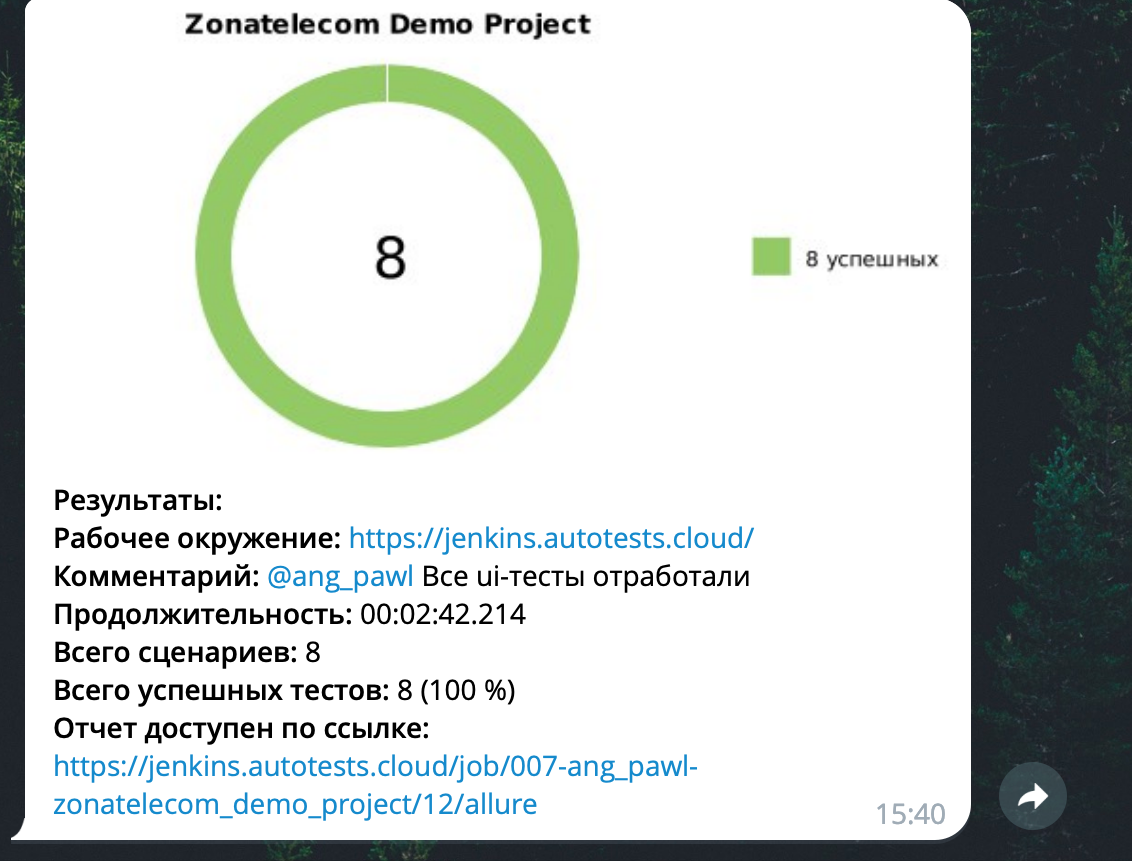 Zonatelecom Demo Project
8
8 успешных
Результаты:
Рабочее окружение: https://jenkins.autotests.cloud/
Комментарий: @ang_pawl Все ui-тесты отработали
Продолжительность: 00:02:42.214
Всего сценариев: 8
Всего успешных тестов: 8 (100 %)
Отчет доступен по ссылке:
https://jenkins.autotests.cloud/job/007-ang_pawl-
zonatelecom_demo_project/12/allure
15:40